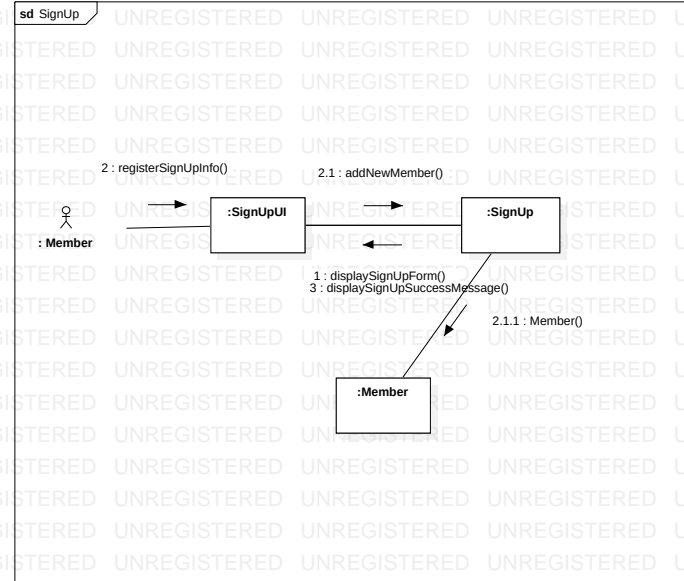 sd SignUp
2 : registerSignUpInfo()
2.1 : addNewMember()
:SignUpUI
:SignUp
: Member
1 : displaySignUpForm()
3 : displaySignUpSuccessMessage()
2.1.1 : Member()
:Member
UNREGISTERED